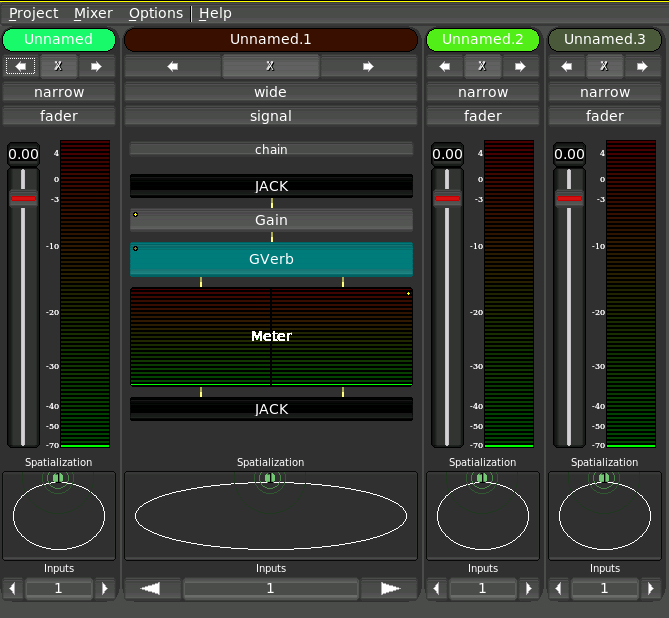 Project Mixer Options Help
Unnamed Unnamed.1 Unnamed.2 Unnamed.3
X X X X
narrow wide narrow narrow
fader signal fader fader
chain
0.00 0.00 0.00
4 4 4
JACK
0 0 0
-3 -3 -3
Gain
-10 -10 -10
GVerb
-20 -20 -20
Meter
-30 -30 -30
-40 -40 -40
JACK
-50 -50 -50
-70 -70 -70
Spatialization Spatialization Spatialization Spatialization
Inputs Inputs Inputs Inputs
1 1 1 1